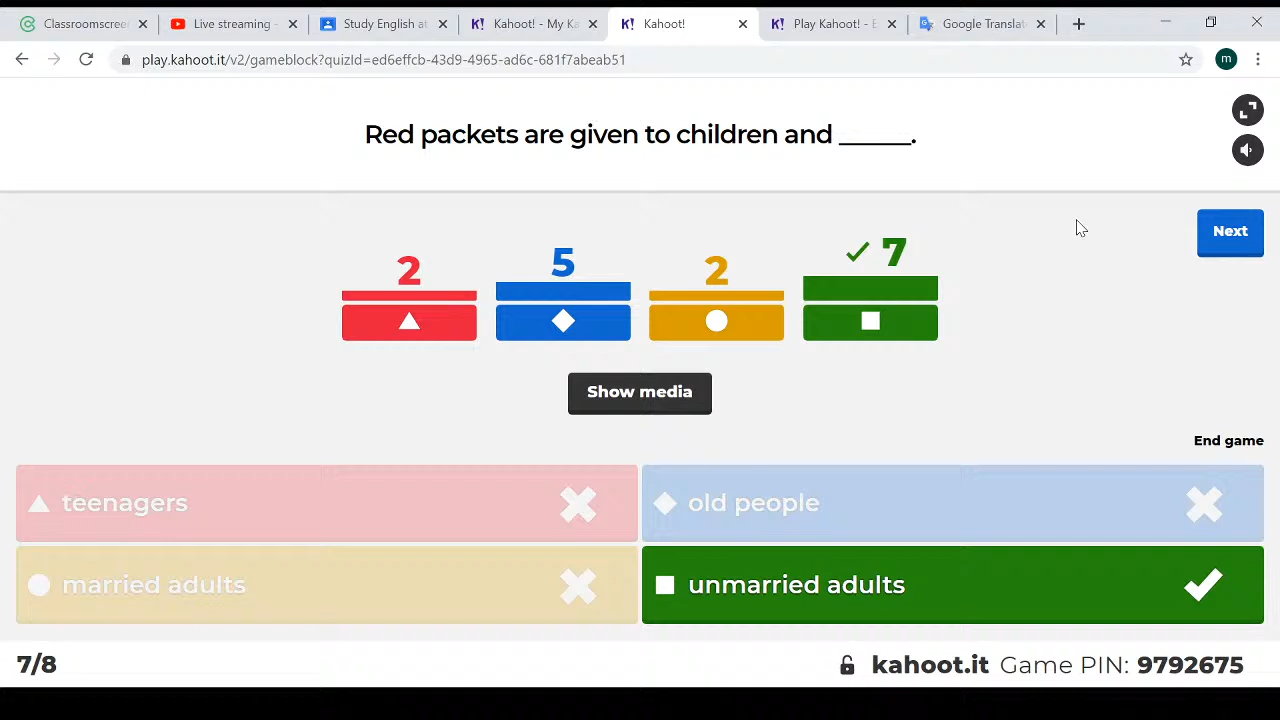 Classroomscree
Live streaming -
Study English at
K! Kahoot! - My Ka
K! Kahoot!
K! Play Kahoot! - E
Google Translat
play.kahoot.it/v2/gameblock?quizId=ed6effcb-43d9-4965-ad6c-681f7abeab51
m
Red packets are given to children and _____.
Next
2
5
2
7
Show media
End game
teenagers
old people
married adults
unmarried adults
7/8
kahoot.it Game PIN: 9792675